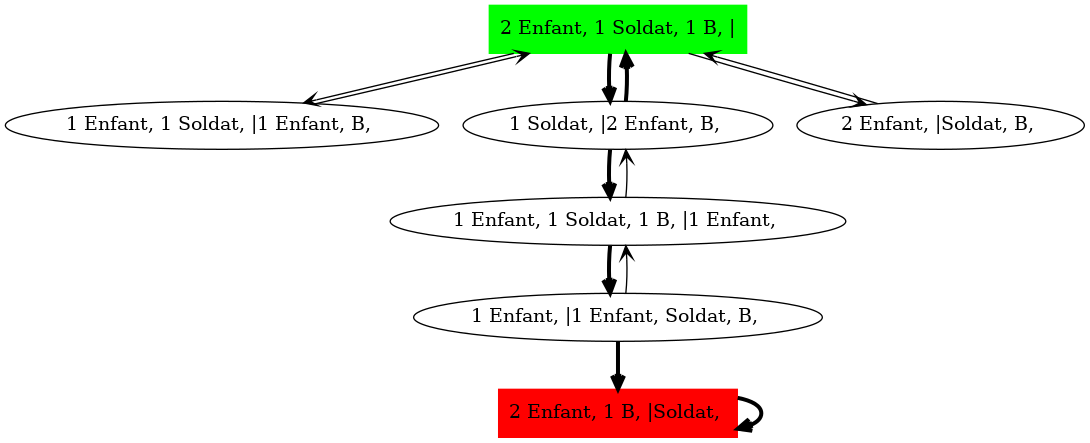 2 Enfant, 1 Soldat, 1 B, |
1 Enfant, 1 Soldat, |1 Enfant, B,
1 Soldat, |2 Enfant, B,
2 Enfant, |Soldat, B,
1 Enfant, 1 Soldat, 1 B, |1 Enfant,
1 Enfant, |1 Enfant, Soldat, B,
2 Enfant, 1 B, |Soldat,